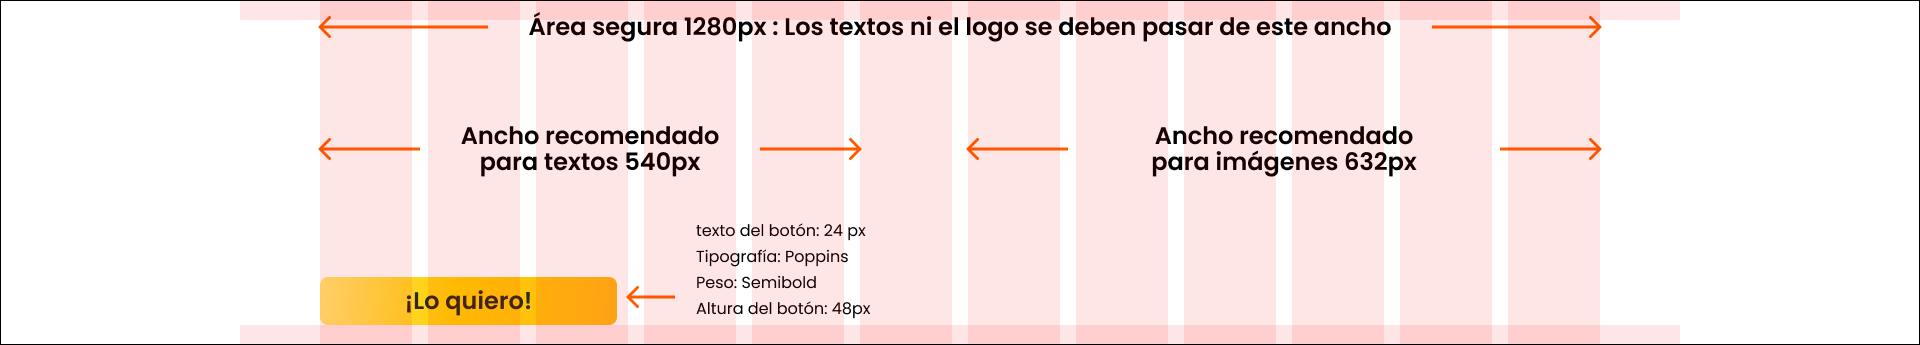 Área segura 1280px : Los textos ni el logo se deben pasar de este ancho
Ancho recomendado
para textos 540px
Ancho recomendado
para imágenes 632px
texto del botón: 24 px
Tipografía: Poppins
Peso: Semibold
Altura del botón: 48px
¡Lo quiero!